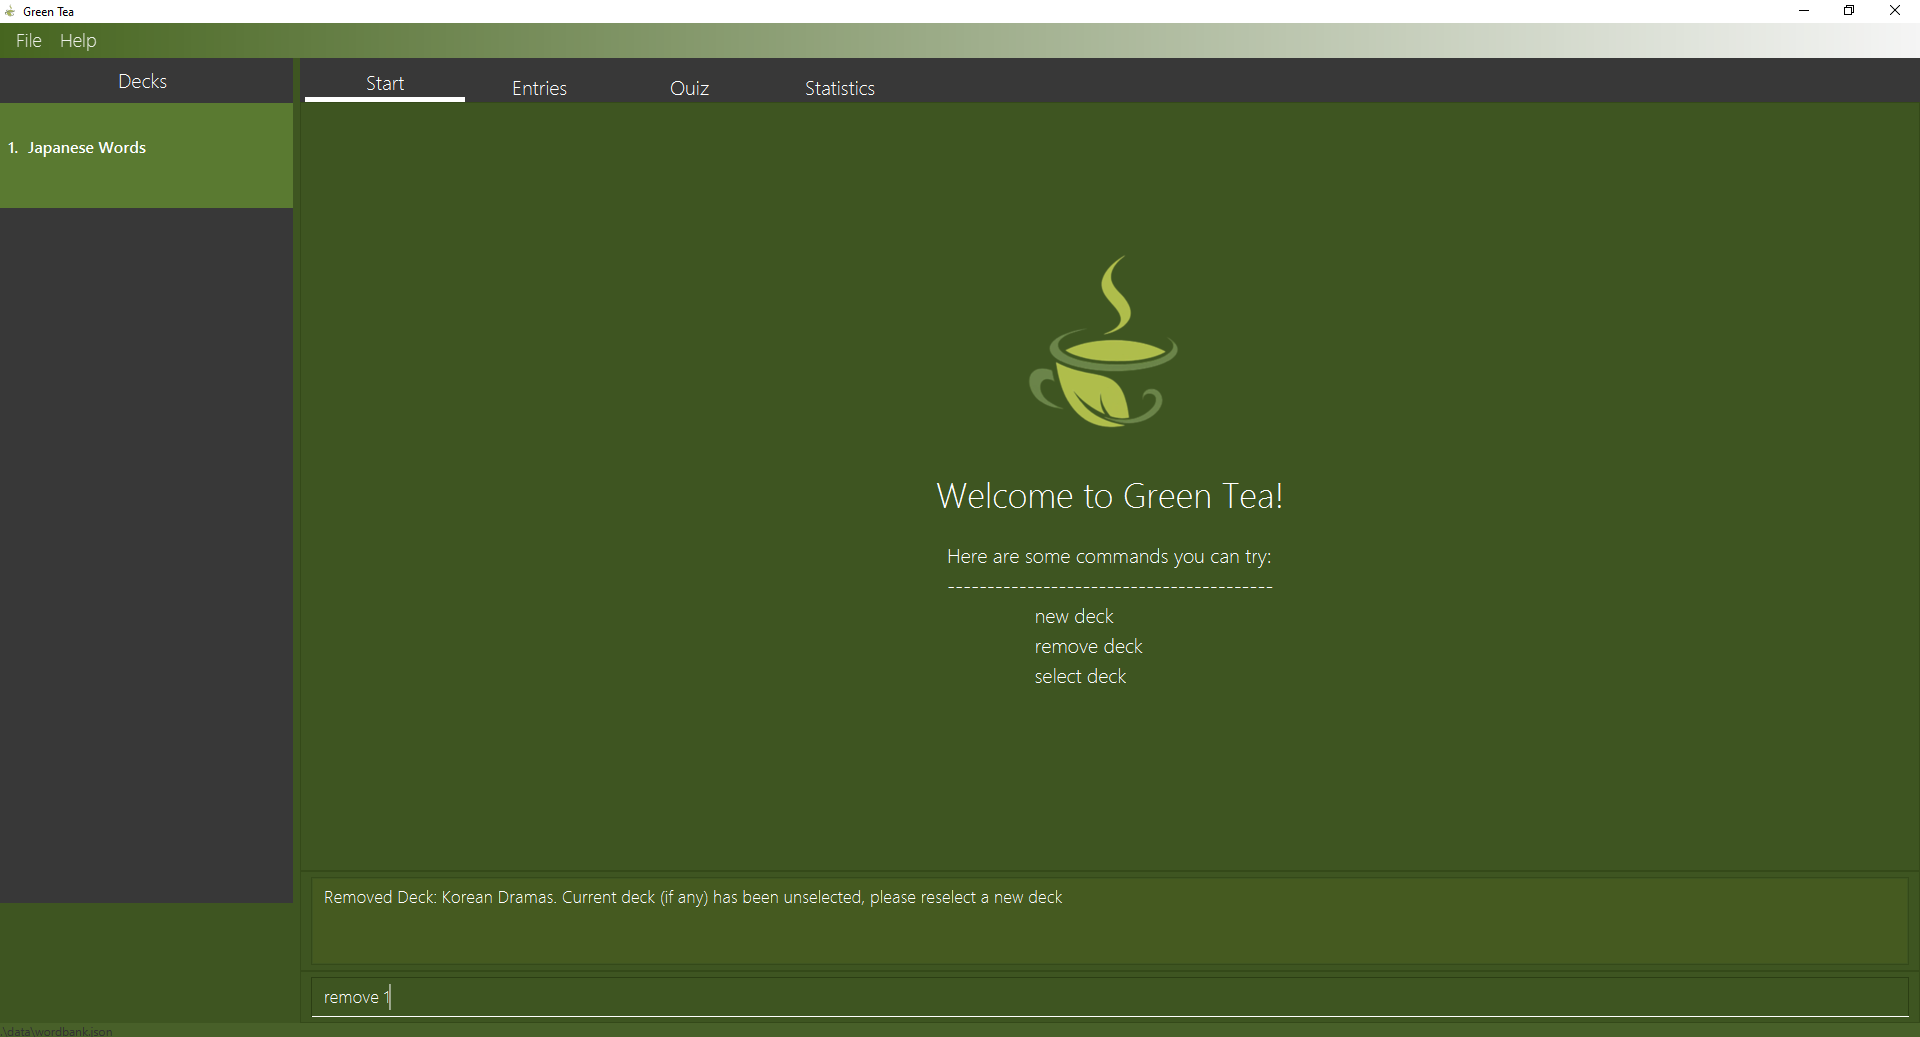 Green Tea
File Help
Decks
Start Entries Quiz Statistics
1. Japanese Words
Welcome to Green Tea!
Here are some commands you can try:
-----------------------------------------
new deck
remove deck
select deck
Removed Deck: Korean Dramas. Current deck (if any) has been unselected, please reselect a new deck
remove 1
.\data\wordbank.json